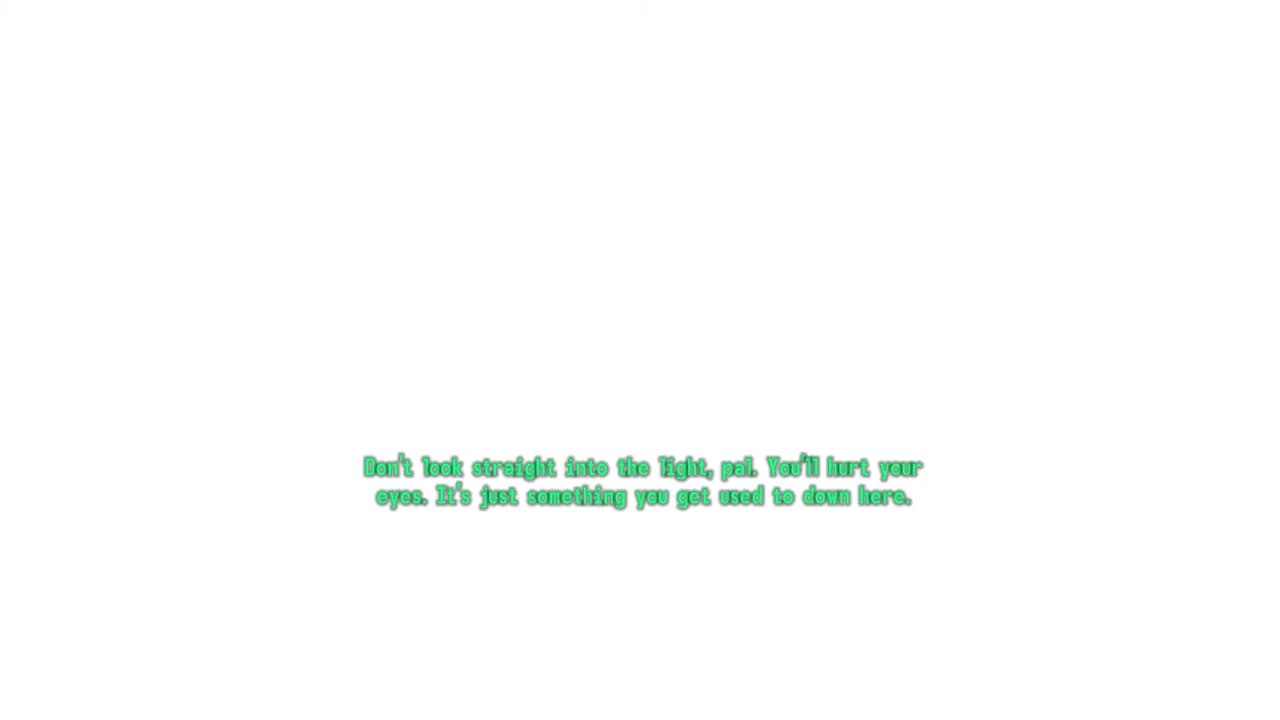 Don't look straight into the light, pal. You'll hurt your
eyes. It's just something you get used to down here.